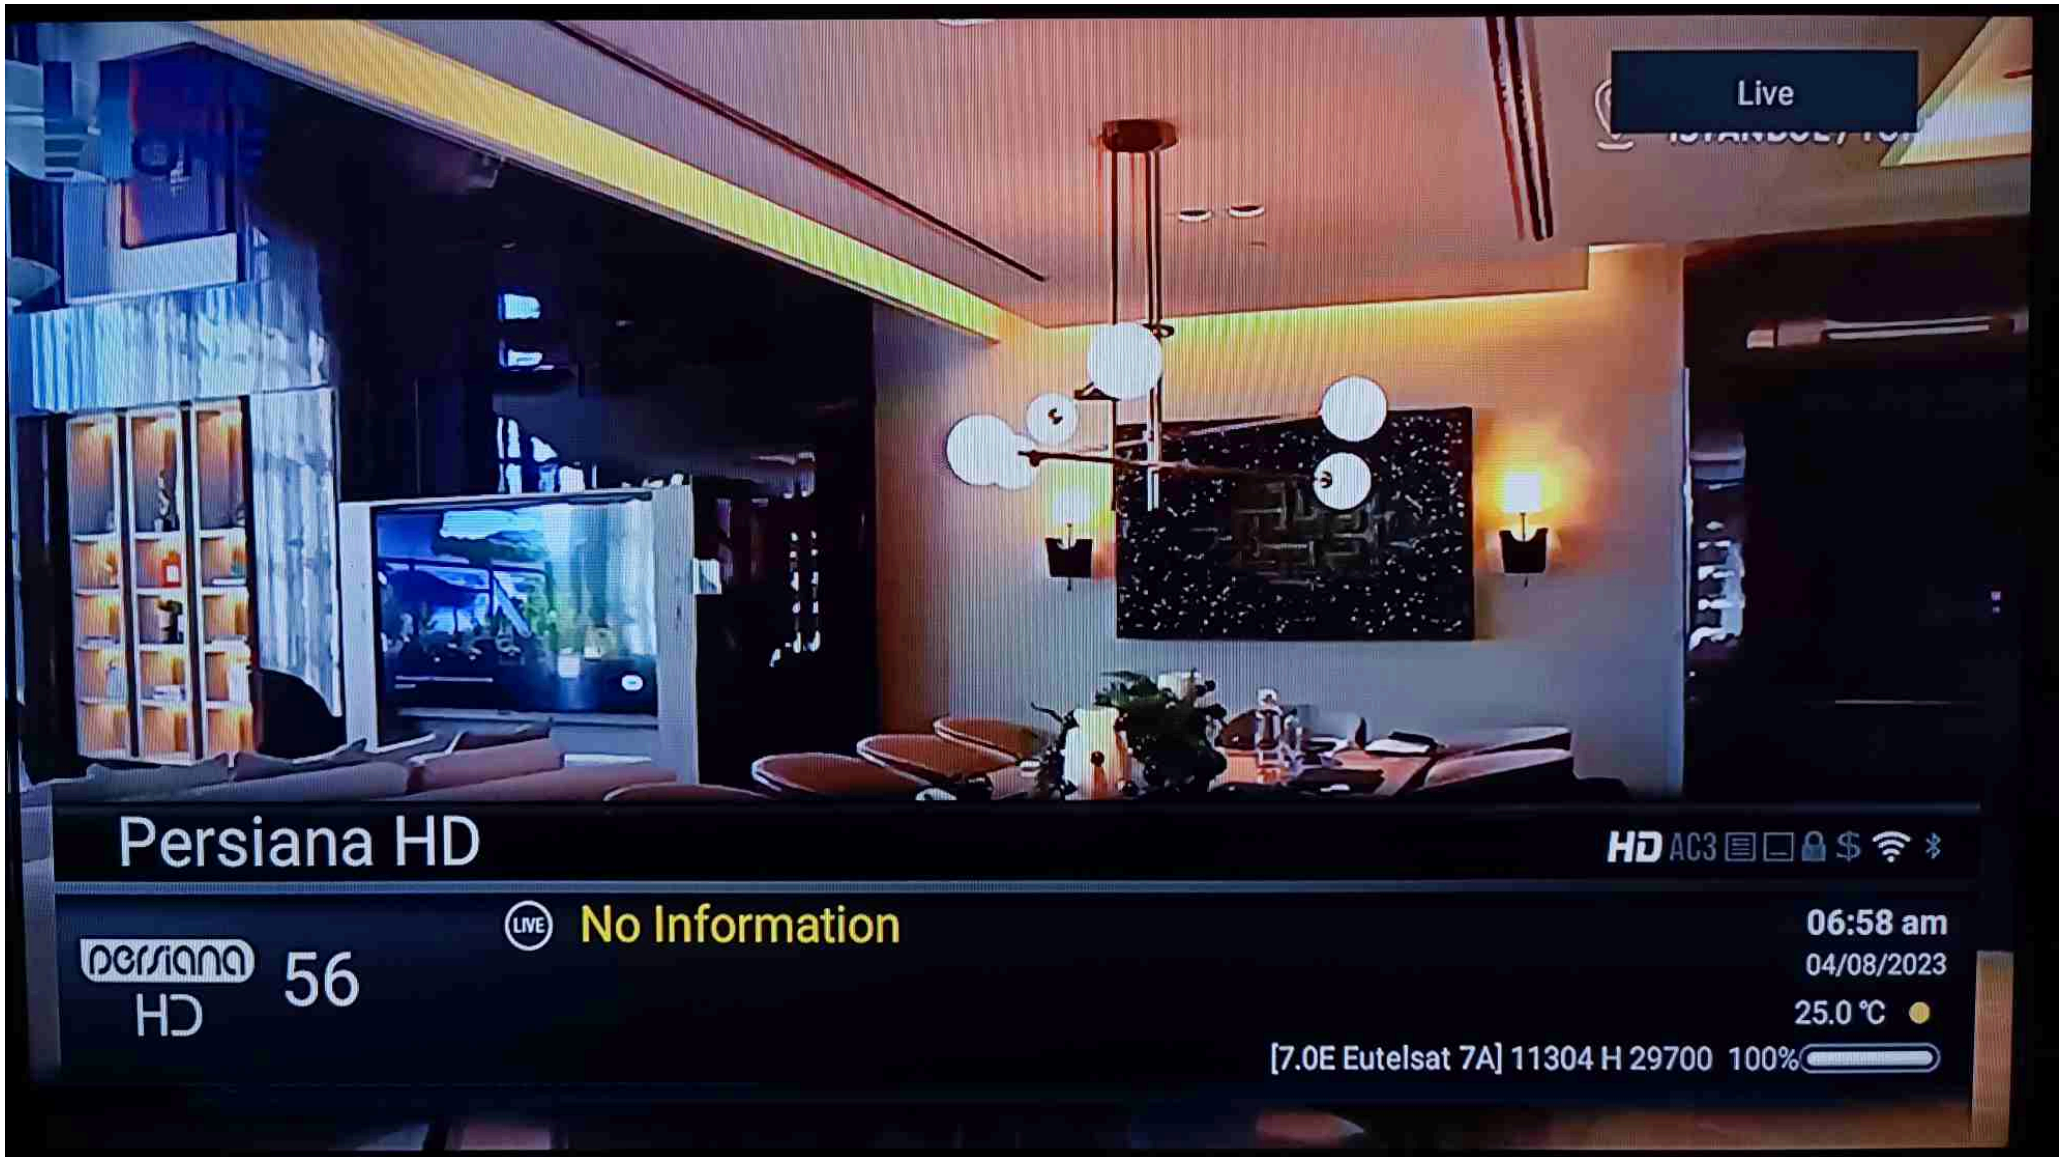 Live
Persiana HD
HD AC3 $
LIVE No Information
06:58 am
persiana
HD
56
04/08/2023
25.0 °C
[7.0E Eutelsat 7A] 11304 H 29700 100%